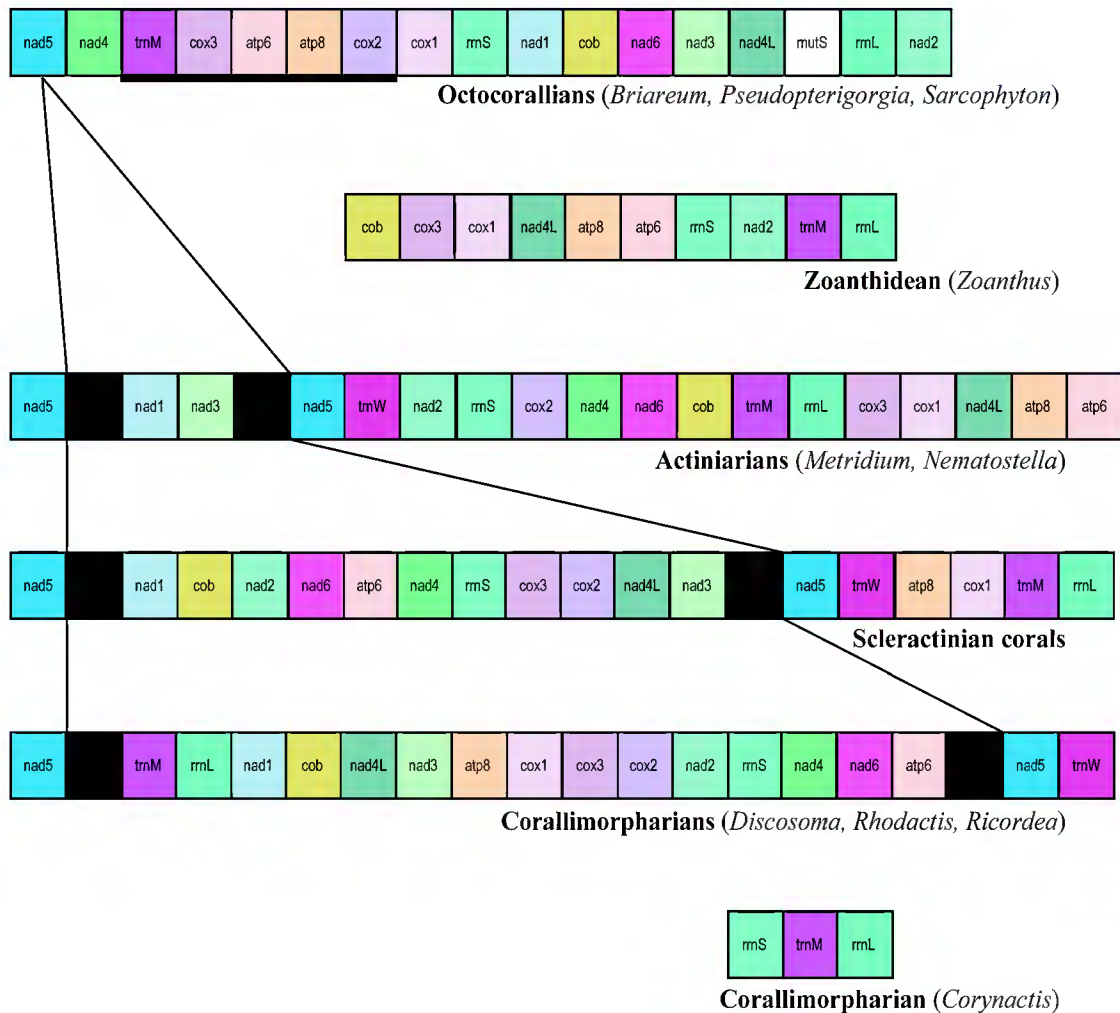 nad5 nad4 trnM cox3 atp6 atp8 cox2 cox1 rrnS nad1 cob nad6 nad3 nad4L mutS rrnL nad2
Octocorallians (Briareum, Pseudopterigorgia, Sarcophyton)
cob cox3 cox1 nad4L atp8 atp6 rrnS nad2 trnM rrnL
Zoanthidean (Zoanthus)
nad5 nad1 nad3 nad5 trnW nad2 rrnS cox2 nad4 nad6 cob trnM rrnL cox3 cox1 nad4L atp8 atp6
Actiniarians (Metridium, Nematostella)
nad5 nad1 cob nad2 nad6 atp6 nad4 rrnS cox3 cox2 nad4L nad3 nad5 trnW atp8 cox1 trnM rrnL
Scleractinian corals
nad5 trnM rrnL nad1 cob nad4L nad3 atp8 cox1 cox3 cox2 nad2 rrnS nad4 nad6 atp6 nad5 trnW
Corallimorpharians (Discosoma, Rhodactis, Ricordea)
rrnS trnM rrnL
Corallimorpharian (Corynactis)